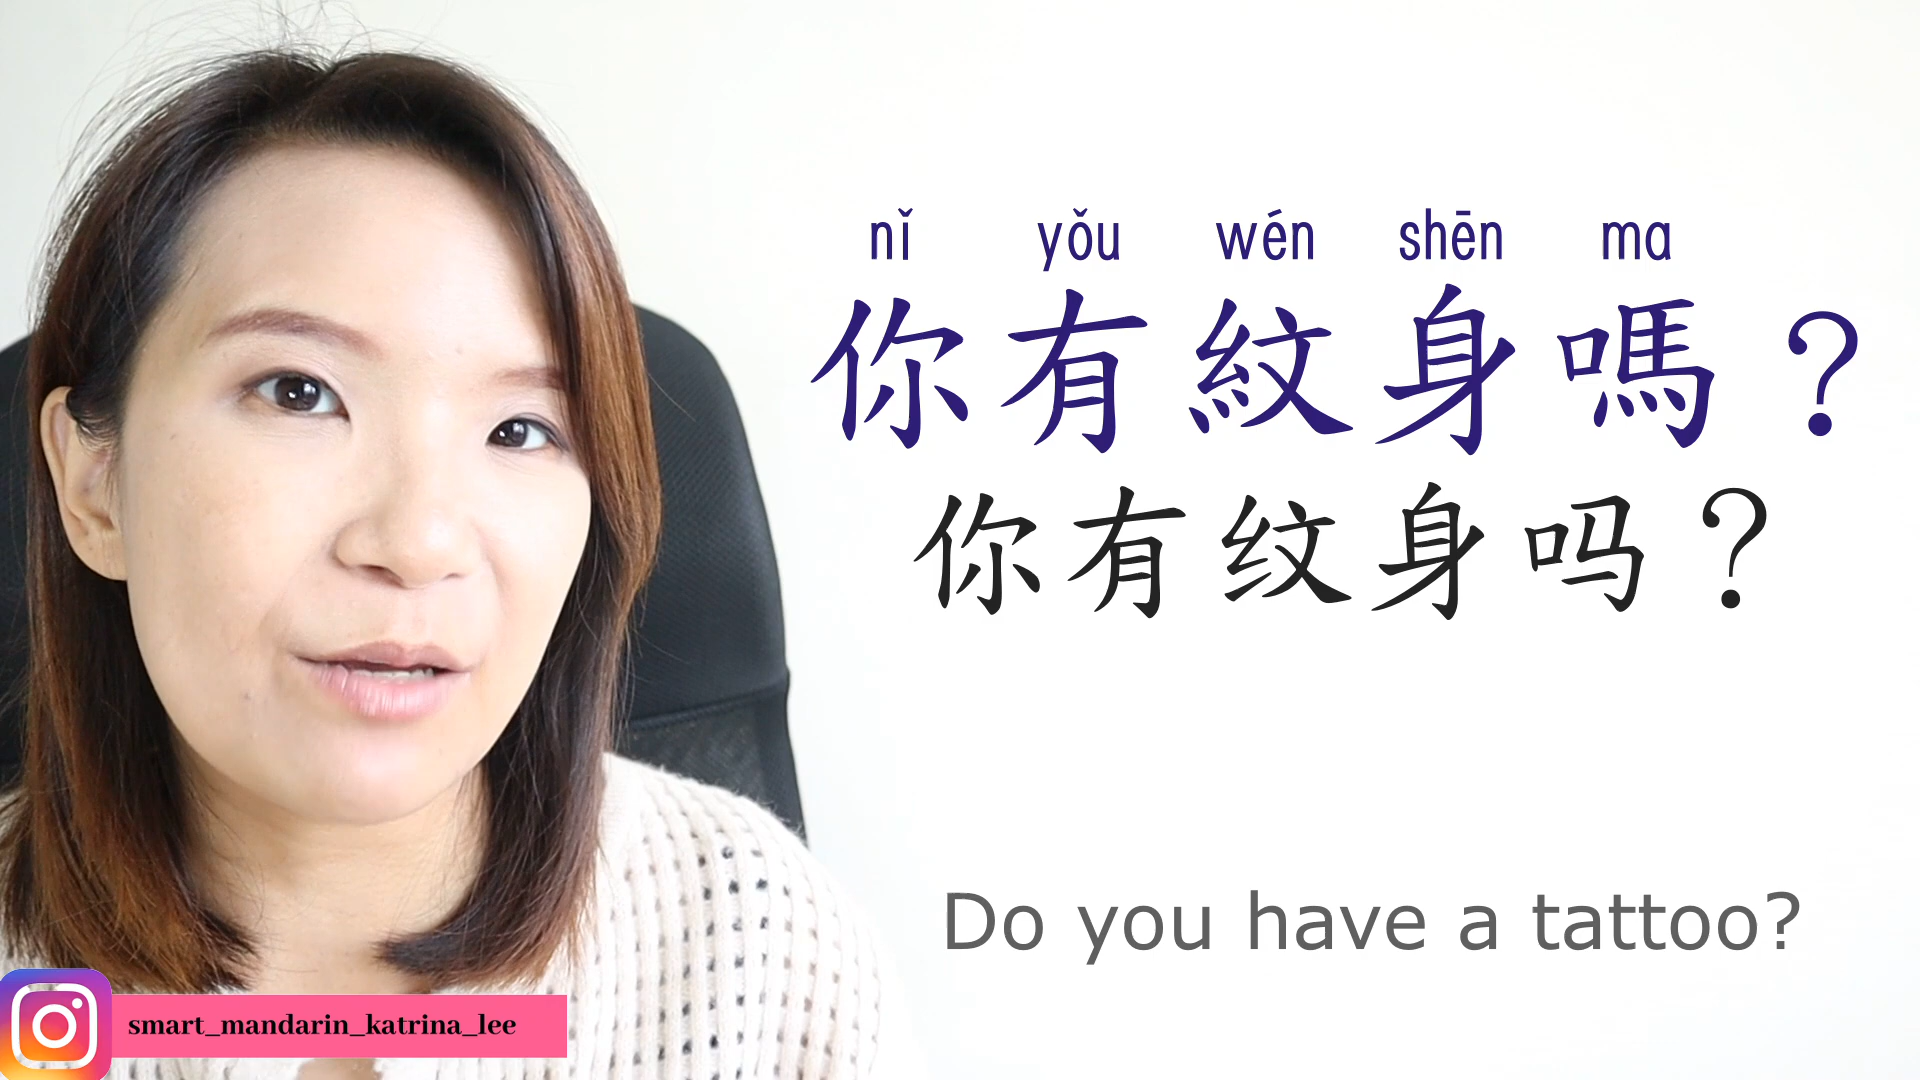 nǐ yǒu wén shēn ma
你有紋身嗎？
你有纹身吗？
Do you have a tattoo?
smart_mandarin_katrina_lee